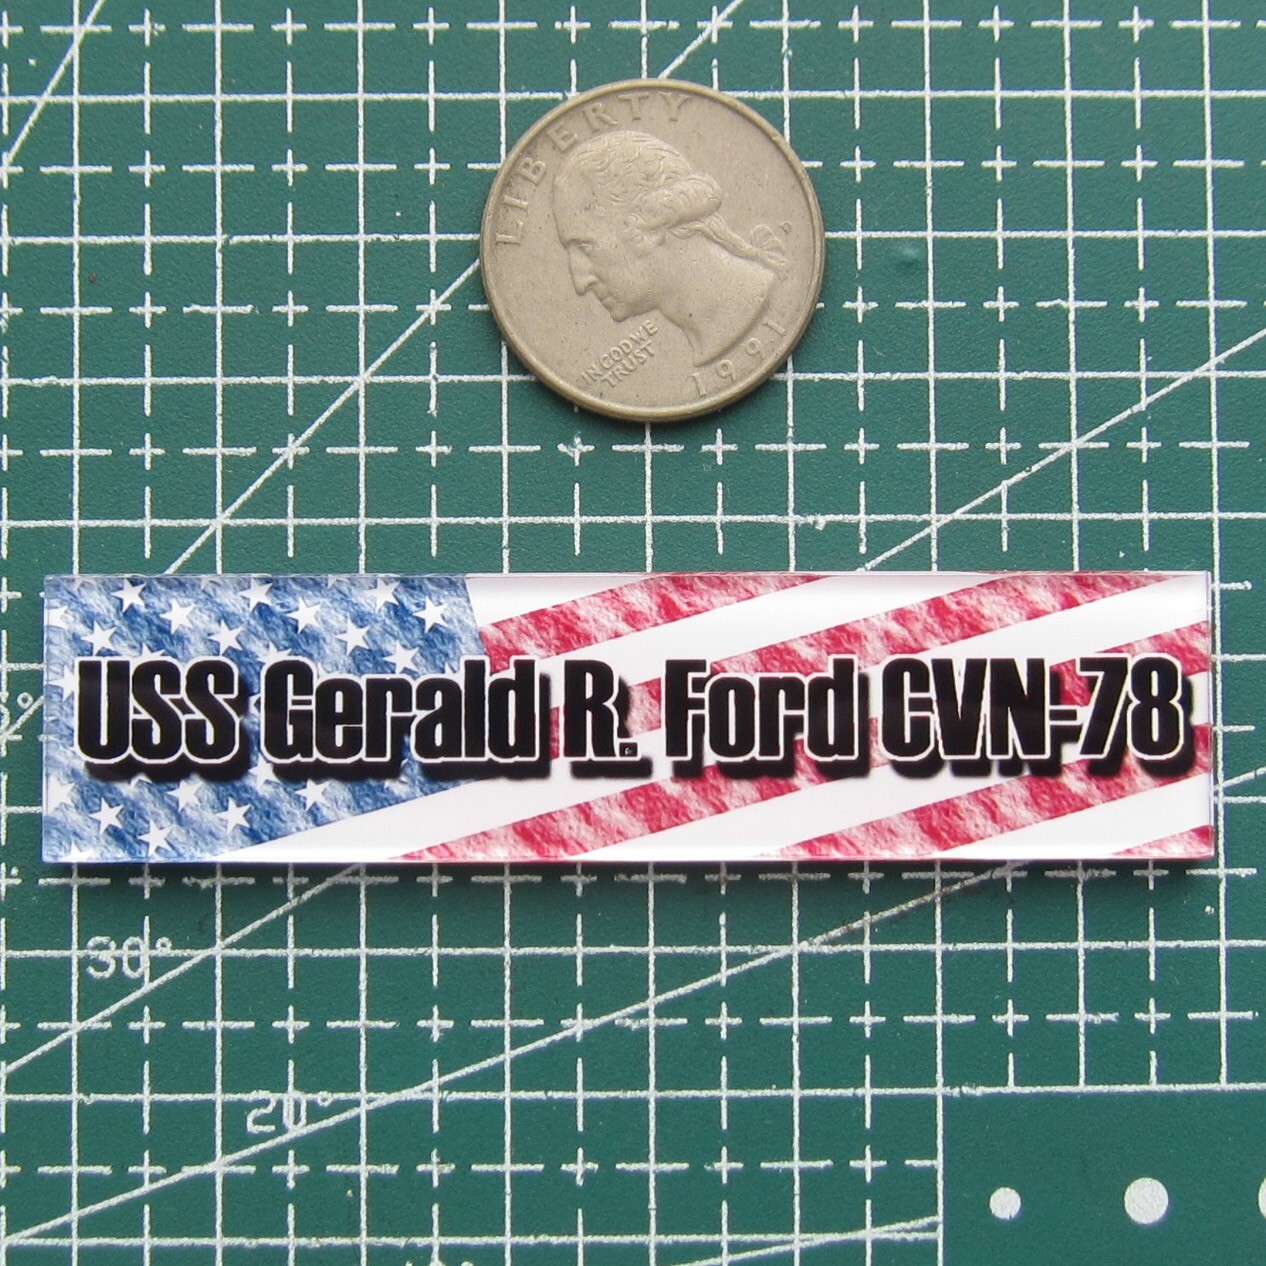 LIBERTY
IN GOD WE
TRUST
1991
D
USS Gerald R. Ford CVN-78
30°
20°